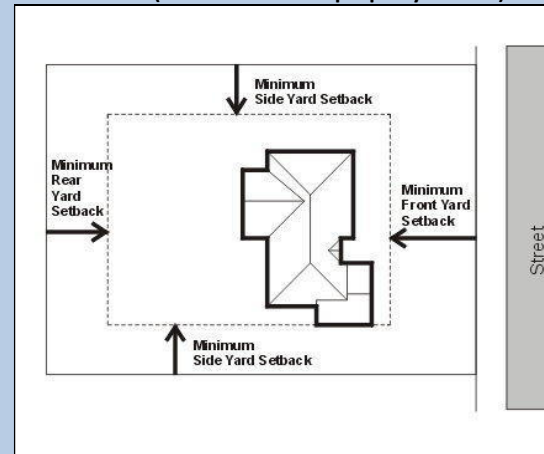 Minimum
Side Yard Setback
Minimum
Rear
Yard
Setback
Minimum
Front Yard
Setback
Street
Minimum
Side Yard Setback